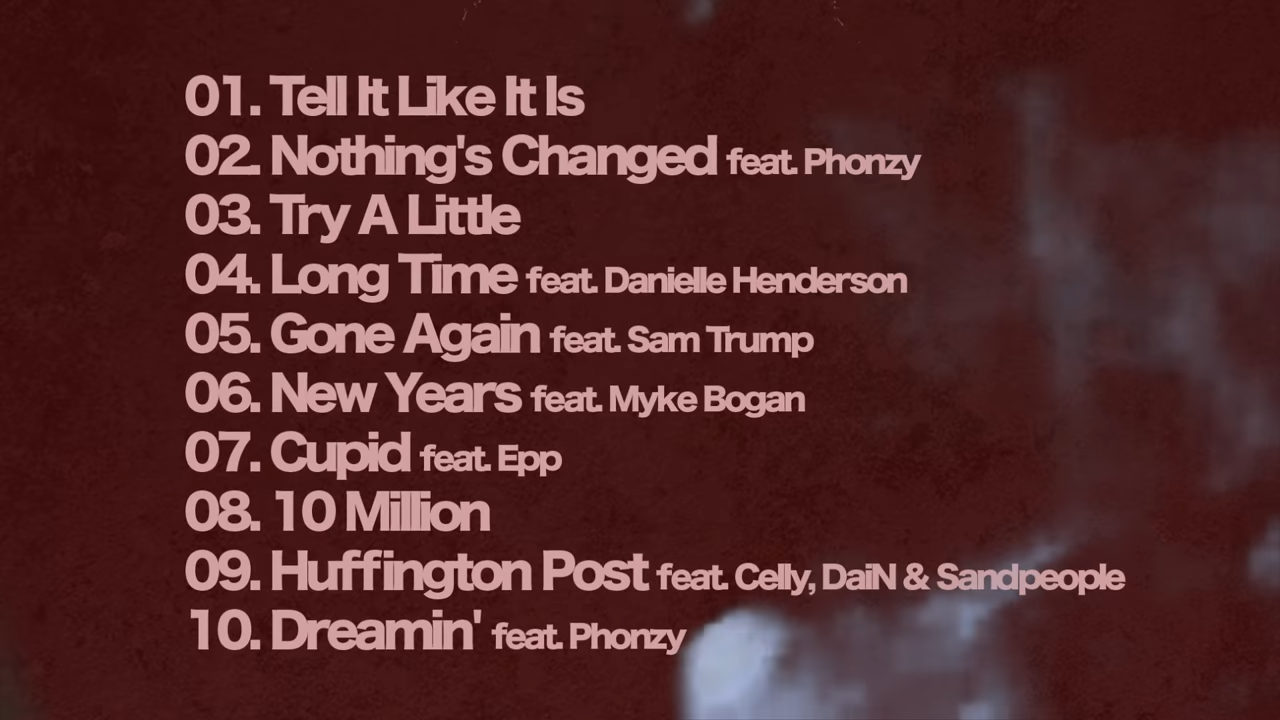 01. Tell It Like It Is
02. Nothing's Changed feat. Phonzy
03. Try A Little
04. Long Time feat. Danielle Henderson
05. Gone Again feat. Sam Trump
06. New Years feat. Myke Bogan
07. Cupid feat. Epp
08. 10 Million
09. Huffington Post feat. Celly, DaiN & Sandpeople
10. Dreamin' feat. Phonzy